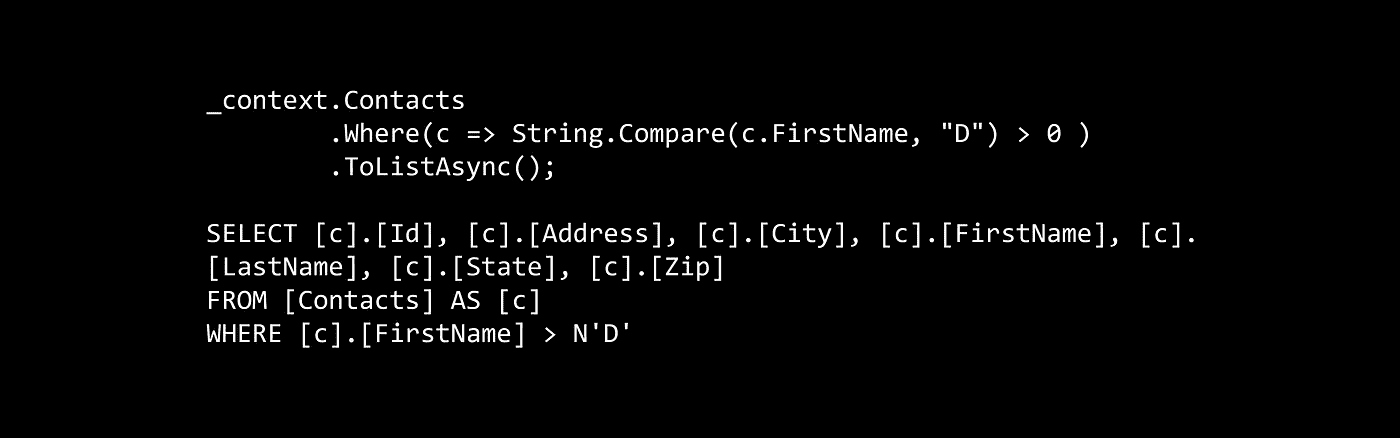 _context.Contacts
.Where(c => String.Compare(c.FirstName, "D") > 0 )
.ToListAsync();
SELECT [c].[Id], [c].[Address], [c].[City], [c].[FirstName], [c].
[LastName], [c].[State], [c].[Zip]
FROM [Contacts] AS [c]
WHERE [c].[FirstName] > N'D'